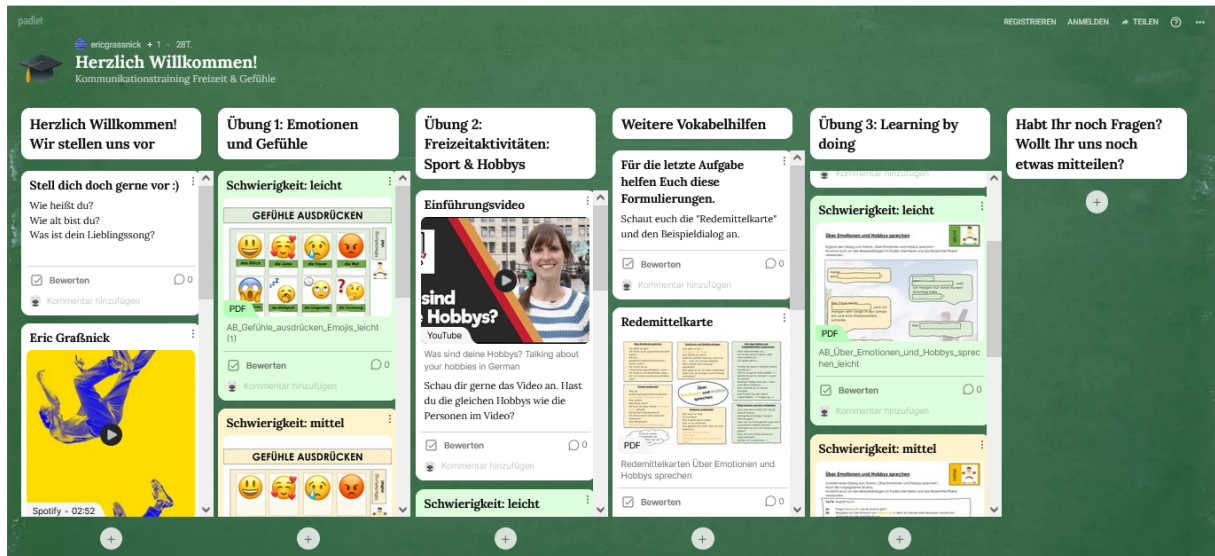 padlet
REGISTRIEREN ANMELDEN TEILEN
ericgrassnick + 1 - 28T.
Herzlich Willkommen!
Kommunikationstraining Freizeit & Gefühle
Herzlich Willkommen!
Wir stellen uns vor
Stell dich doch gerne vor :)
Wie heißt du?
Wie alt bist du?
Was ist dein Lieblingssong?
Bewerten 0
Kommentar hinzufügen
Eric Graßnick
Spotify • 02:52
Übung 1: Emotionen
und Gefühle
Schwierigkeit: leicht
GEFÜHLE AUSDRÜCKEN
PDF
AB_Gefühle_ausdrücken_Emojis_leicht
(1)
Bewerten 0
Kommentar hinzufügen
Schwierigkeit: mittel
GEFÜHLE AUSDRÜCKEN
Übung 2:
Freizeitaktivitäten:
Sport & Hobbys
Einführungsvideo
sind
Hobbys?
YouTube
Was sind deine Hobbys? Talking about
your hobbies in German
Schau dir gerne das Video an. Hast
du die gleichen Hobbys wie die
Personen im Video?
Bewerten 0
Kommentar hinzufügen
Schwierigkeit: leicht
Weitere Vokabelhilfen
Für die letzte Aufgabe
helfen Euch diese
Formulierungen.
Schaut euch die "Redemittelkarte"
und den Beispieldialog an.
Bewerten 0
Kommentar hinzufügen
Redemittelkarte
PDF
Redemittelkarten Über Emotionen und
Hobbys sprechen
Bewerten 0
Übung 3: Learning by
doing
Kommentar hinzufügen
Schwierigkeit: leicht
Über Emotionen und Hobbys sprechen
PDF
AB_Über_Emotionen_und_Hobbys_sprec
hen_leicht
Bewerten 0
Kommentar hinzufügen
Schwierigkeit: mittel
Über Emotionen und Hobbys sprechen
Habt Ihr noch Fragen?
Wollt Ihr uns noch
etwas mitteilen?